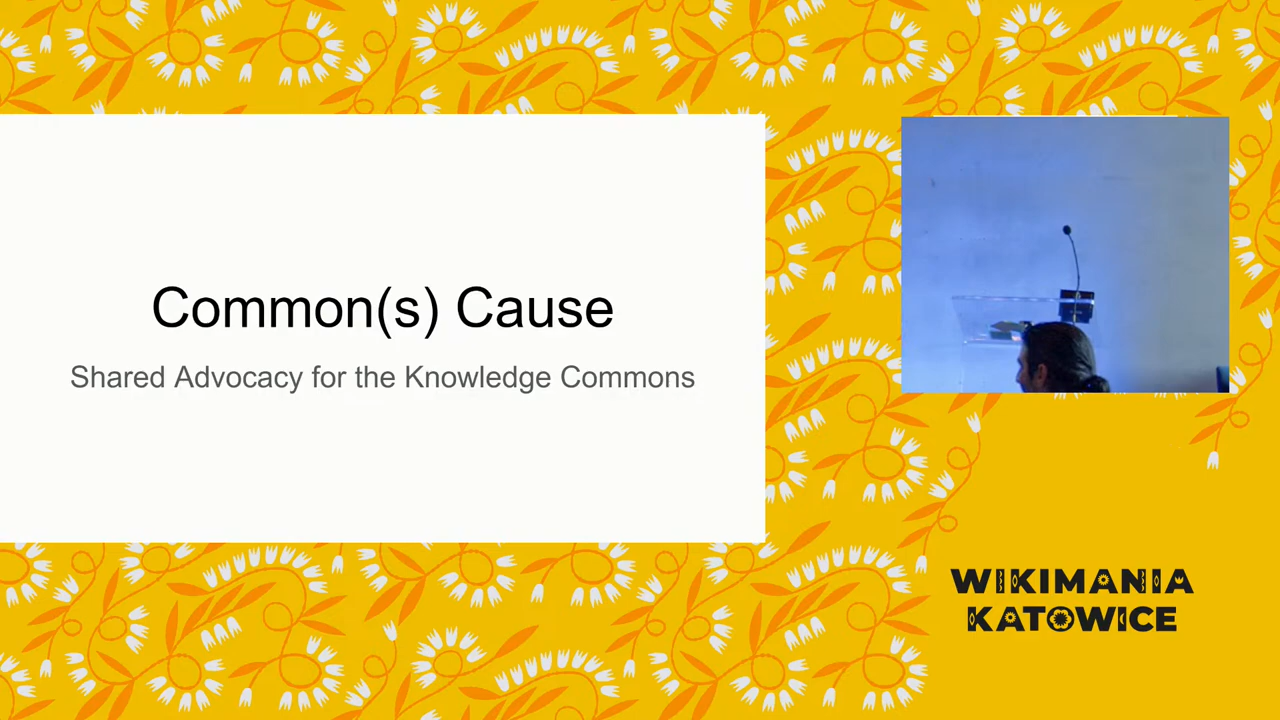 Common(s) Cause
Shared Advocacy for the Knowledge Commons
WIKIMANIA
KATOWICE